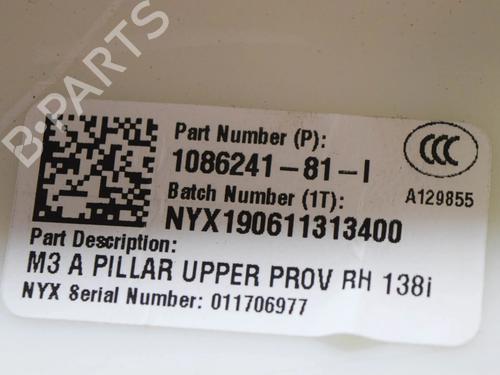 B-PARTS
Part Number (P):
1086241-81-I
Batch Number (1T):
NYX190611313400
CCC
A129855
Part Description:
M3 A PILLAR UPPER PROV RH 138i
NYX Serial Number: 011706977